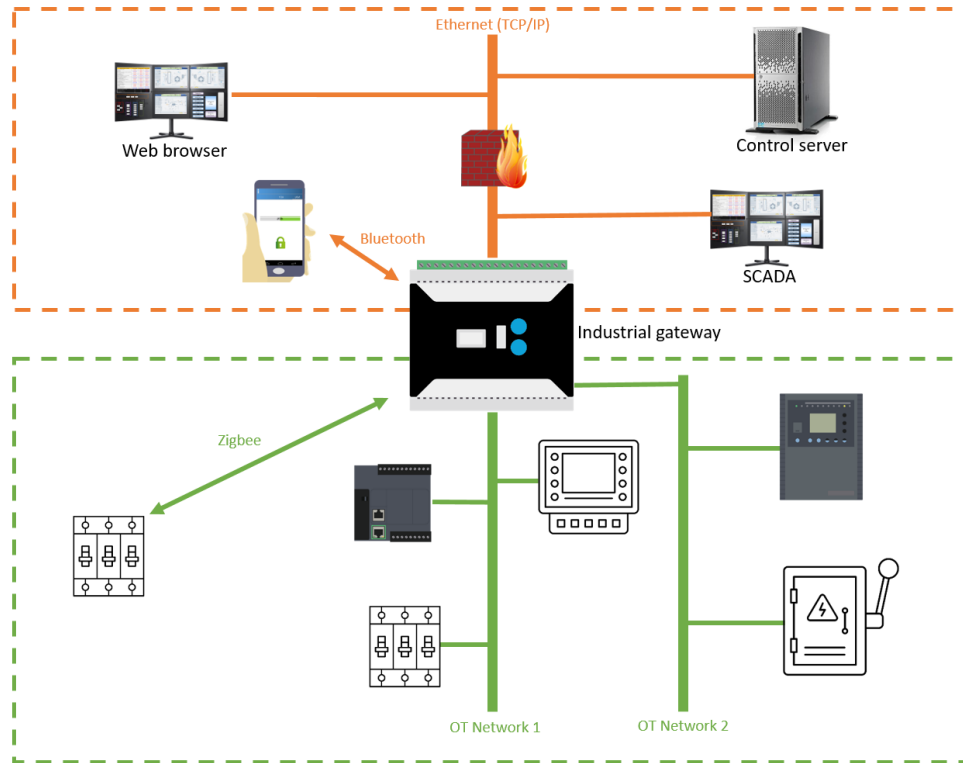 Ethernet (TCP/IP)
Web browser
Control server
Bluetooth
SCADA
Industrial gateway
Zigbee
OT Network 1
OT Network 2